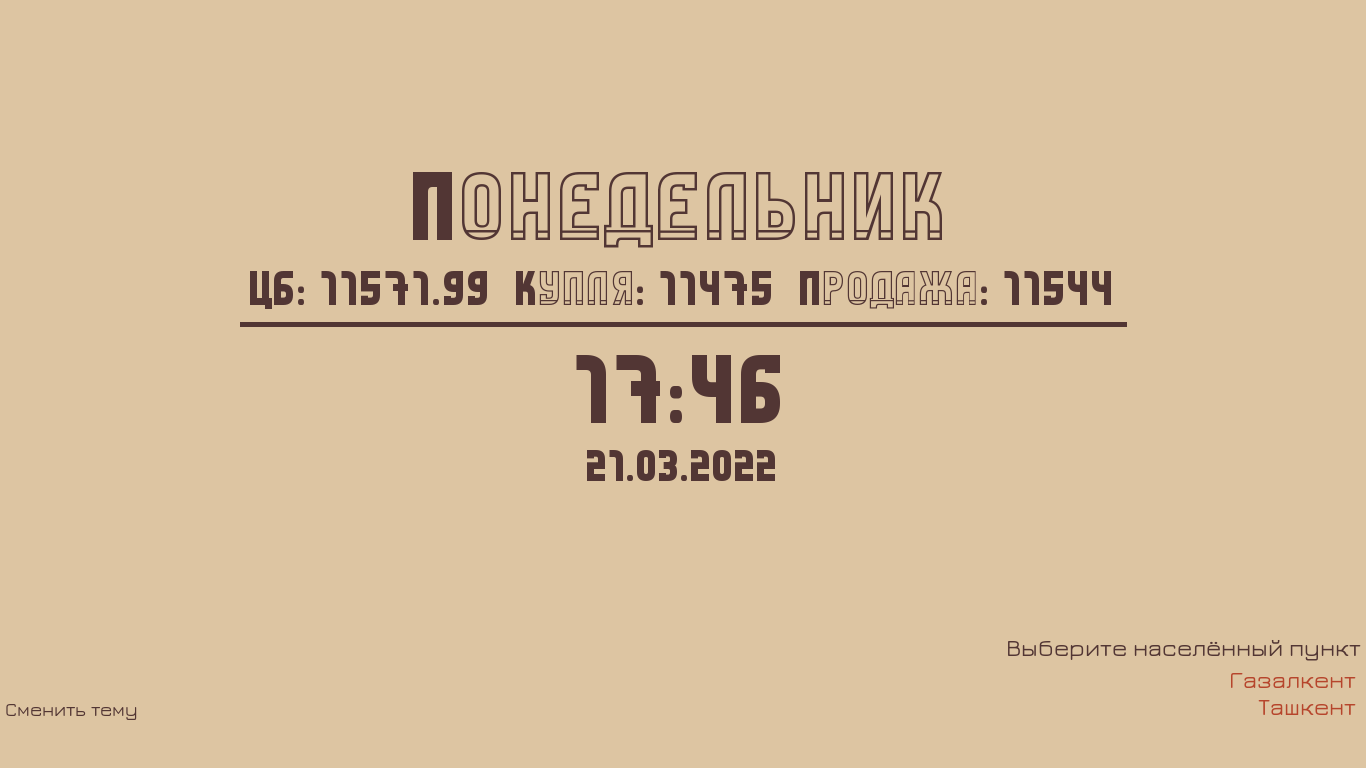 Понедельник
ЦБ: 11571.99 Купля: 11475 Продажа: 11544
17:46
21.03.2022
Выберите населённый пункт
Газалкент
Ташкент
Сменить тему